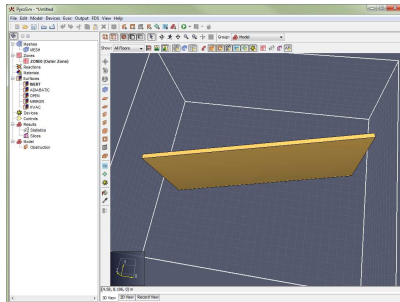 PyroSim - *Untitled
File Edit Model Devices Evac Output FDS View Help
Group: Model
Show: All Floors
Meshes
MESH
Zones
ZONE0 (Outer Zone)
Reactions
Materials
Surfaces
INERT
ADIABATIC
OPEN
MIRROR
HVAC
Devices
Controls
Results
Statistics
Slices
Model
Obstruction
3D View 2D View Record View